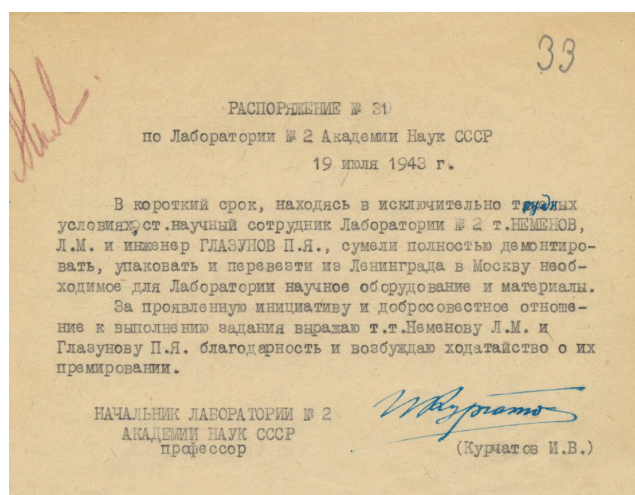 33
РАСПОРЯЖЕНИЕ № 31
по Лаборатории № 2 Академии Наук СССР
19 июля 1943 г.
В короткий срок, находясь в исключительно трудных
условиях, ст.научный сотрудник Лаборатории № 2 т.НЕМЕНОВ,
Л.М. и инженер ГЛАЗУНОВ П.Я., сумели полностью демонтиро-
вать, упаковать и перевезти из Ленинграда в Москву необ-
ходимое для Лаборатории научное оборудование и материалы.
За проявленную инициативу и добросовестное отноше-
ние к выполнению задания выражаю т.т.Неменову Л.М. и
Глазунову П.Я. благодарность и возбуждаю ходатайство о их
премировании.
НАЧАЛЬНИК ЛАБОРАТОРИИ № 2
АКАДЕМИИ НАУК СССР
профессор
И Курчатов
(Курчатов И.В.)